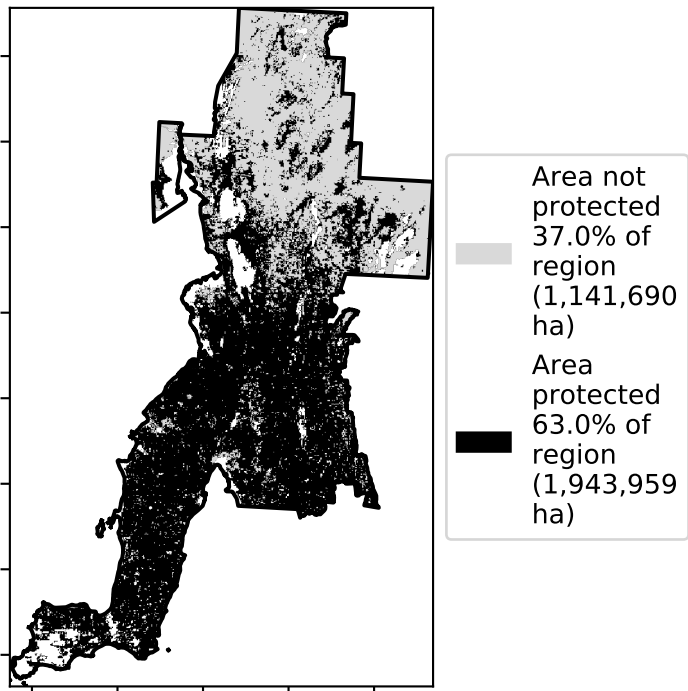 Area not
protected
37.0% of
region
(1,141,690
ha)
Area
protected
63.0% of
region
(1,943,959
ha)